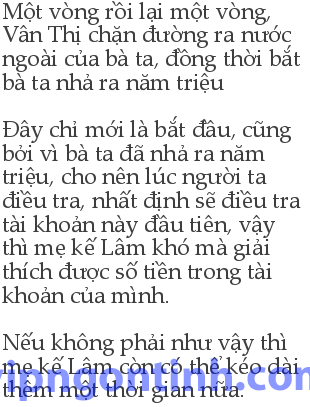 Một vòng rồi lại một vòng,
Vân Thị chặn đường ra nước
ngoài của bà ta, đồng thời bắt
bà ta nhả ra năm triệu
Đây chỉ mới là bắt đầu, cũng
bởi vì bà ta đã nhả ra năm
triệu, cho nên lúc người ta
điều tra, nhất định sẽ điều tra
tài khoản này đầu tiên, vậy
thì mẹ kế Lâm khó mà giải
thích được số tiền trong tài
khoản của mình.
Nếu không phải như vậy thì
mẹ kế Lâm còn có thể kéo dài
thêm một thời gian nữa.
vipngontinh.com